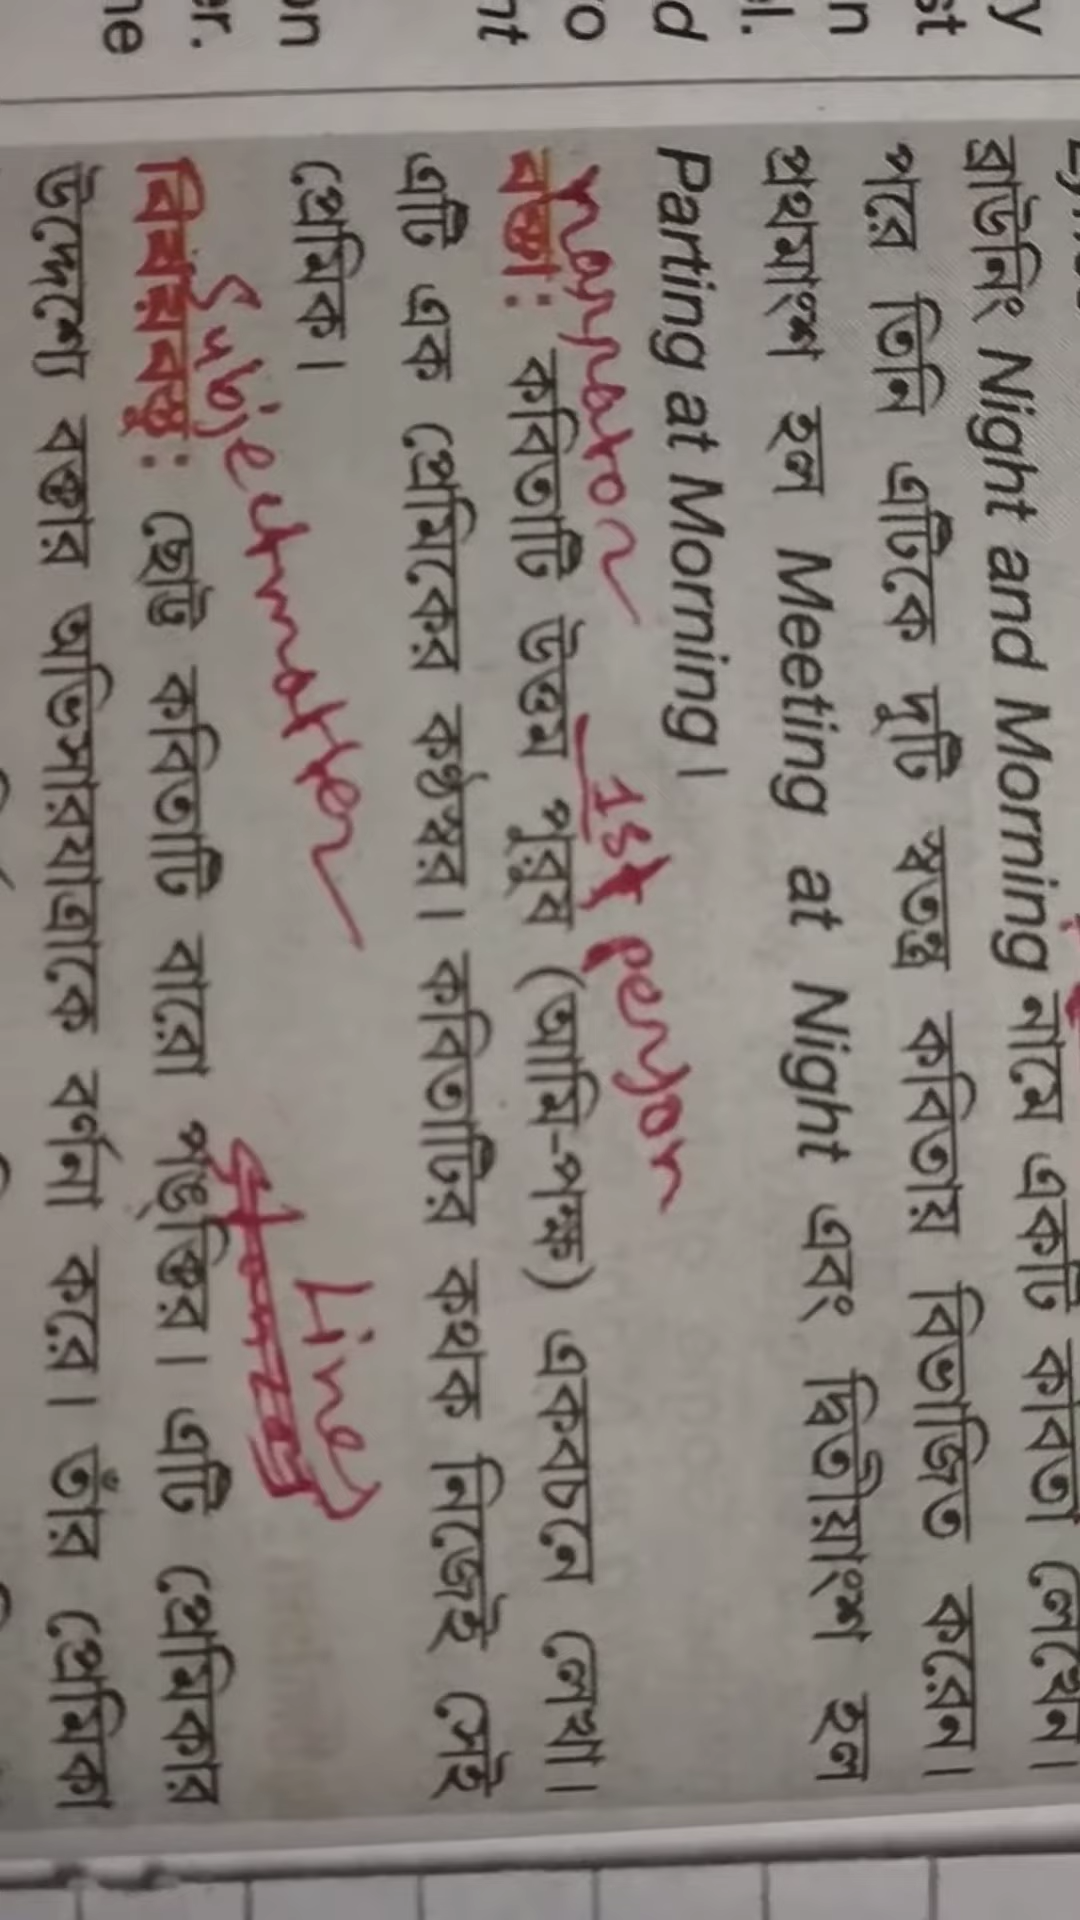 ব্রাউনিং Night and Morning নামে একটি কবিতা লেখেন।
পরে তিনি এটিকে দুটি স্বতন্ত্র কবিতায় বিভাজিত করেন।
প্রথমাংশ হল Meeting at Night এবং দ্বিতীয়াংশ হল
Parting at Morning।
narrator 1st person
বক্তা: কবিতাটি উত্তম পুরুষ (আমি-পক্ষ) একবচনে লেখা।
এটি এক প্রেমিকের কণ্ঠস্বর। কবিতাটির কথক নিজেই সেই
প্রেমিক।
Subject matter Line
বিষয়বস্তু: ছোট কবিতাটি বারো পঙ্‌ক্তির। এটি প্রেমিকার
উদ্দেশ্যে বক্তার অভিসারযাত্রাকে বর্ণনা করে। তাঁর প্রেমিকা